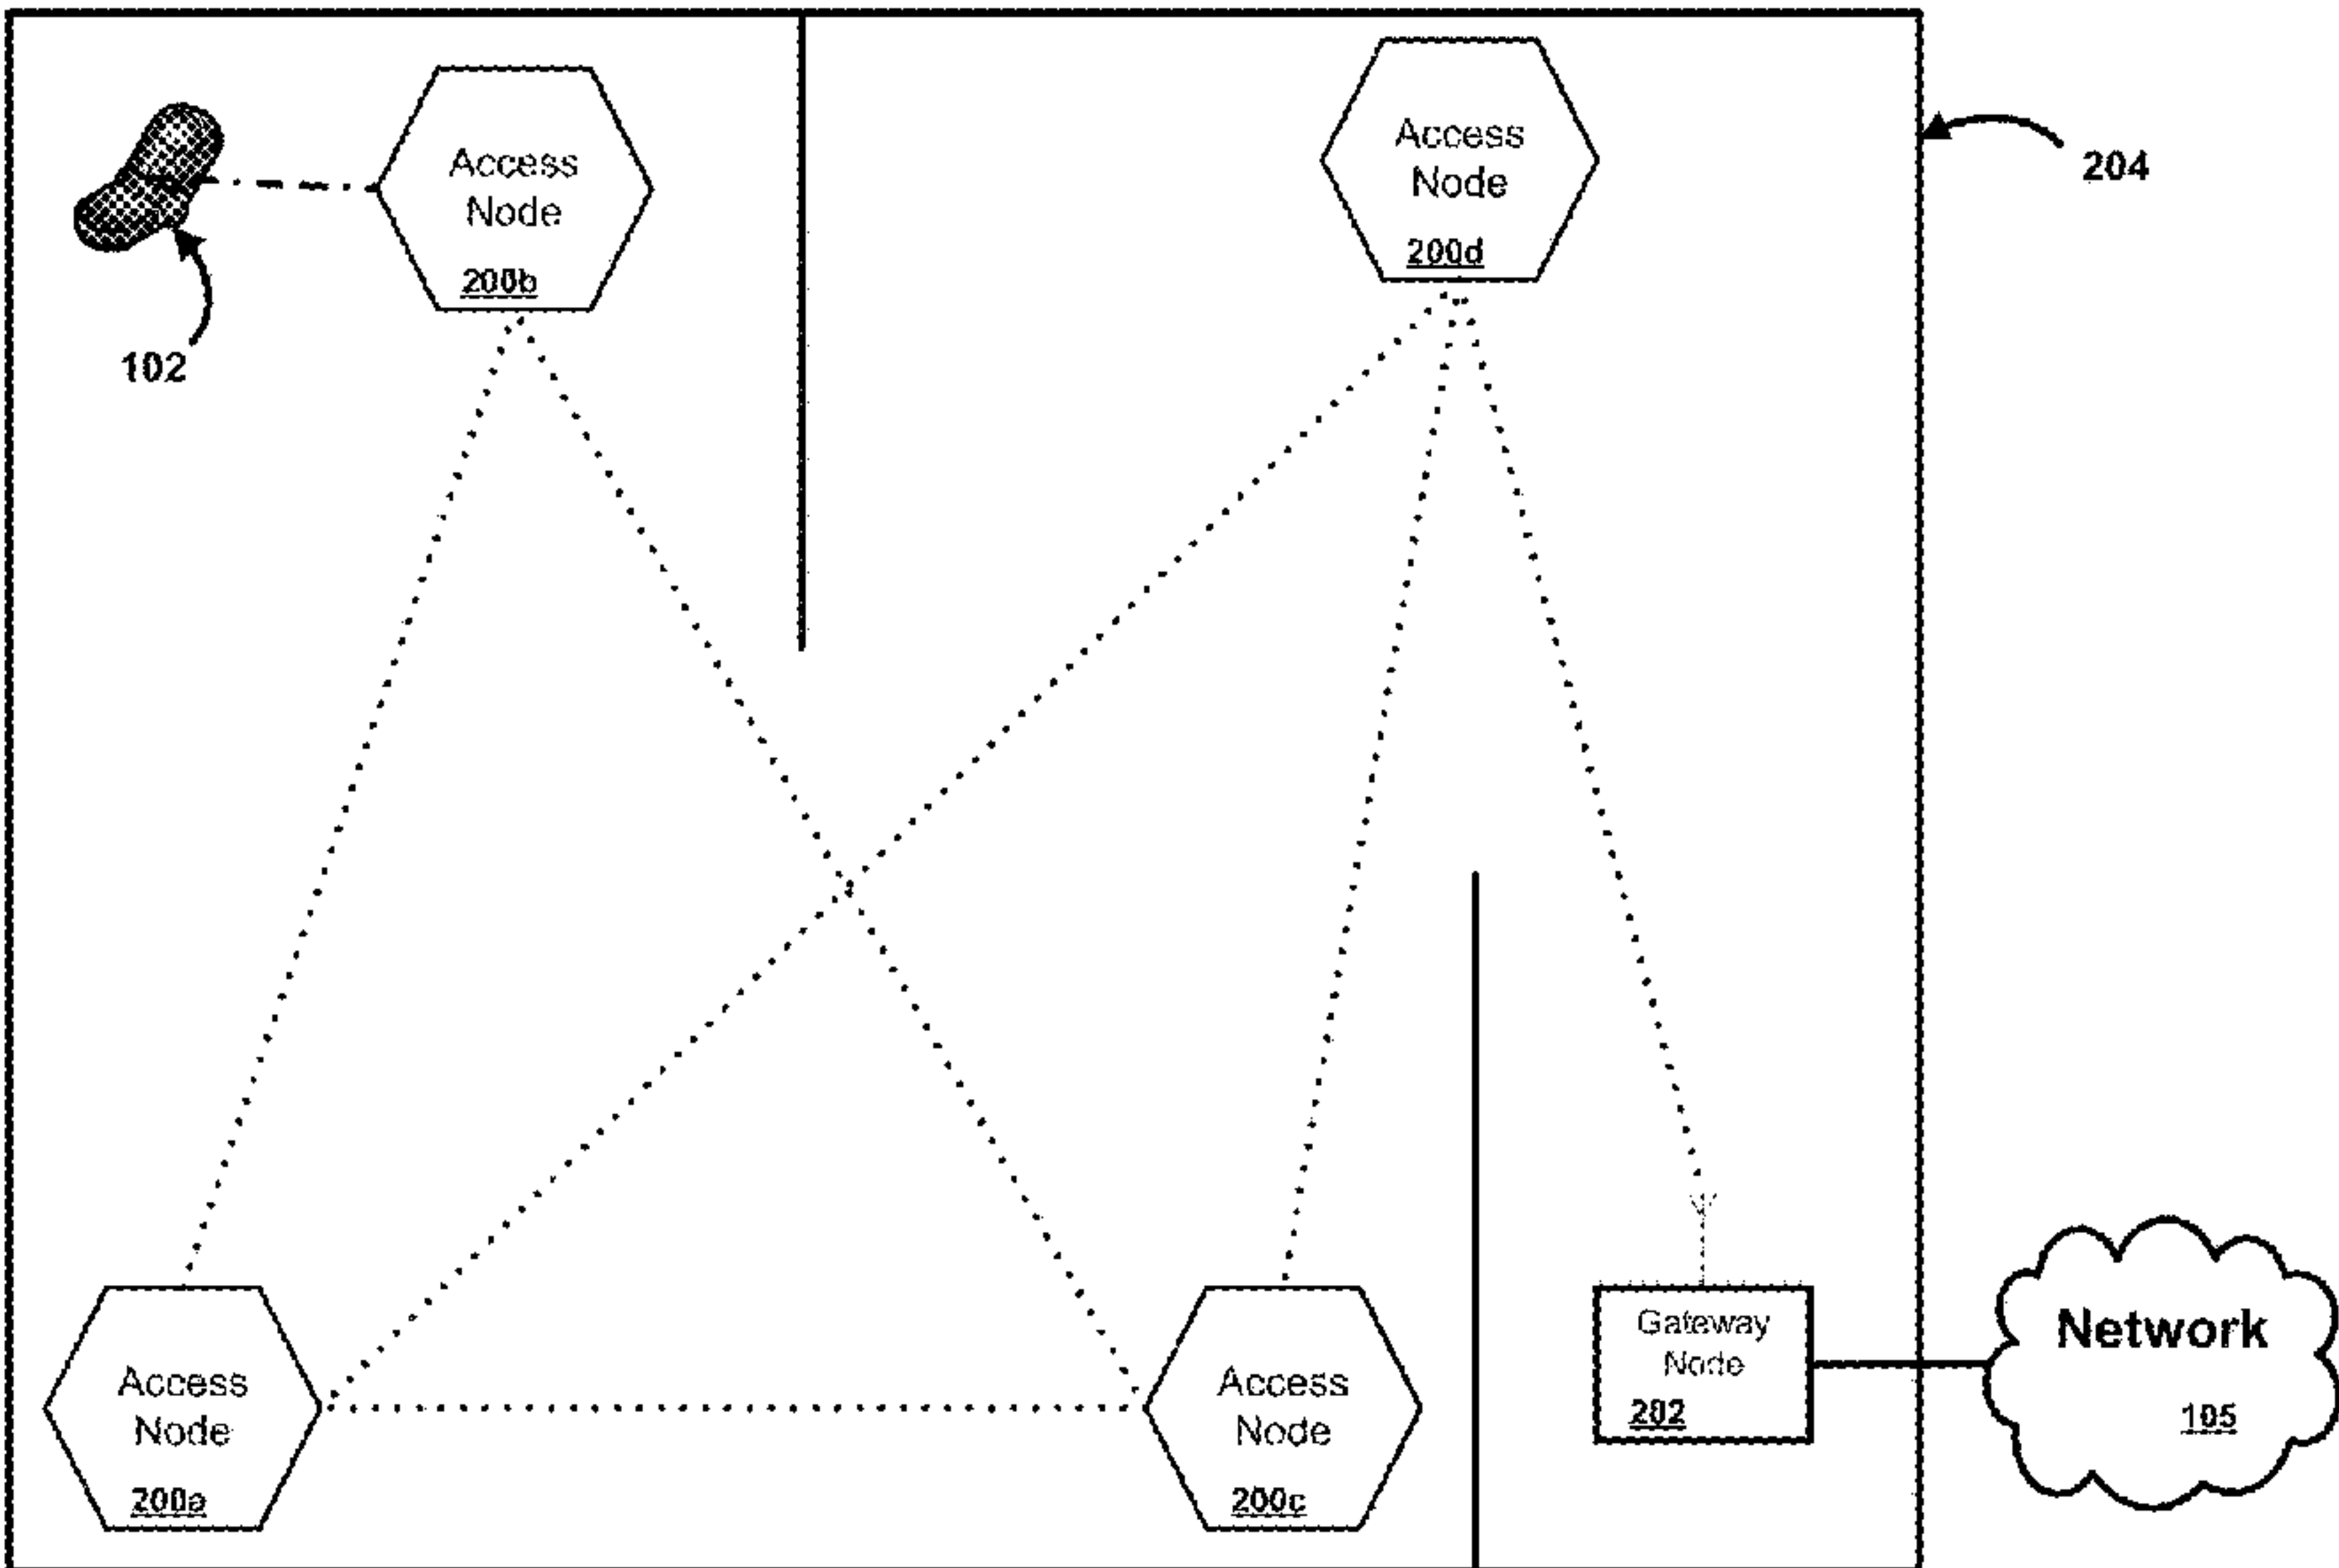 Access
Node
200b
102
Access
Node
200d
204
Access
Node
200a
Access
Node
200c
Gateway
Node
202
Network
105